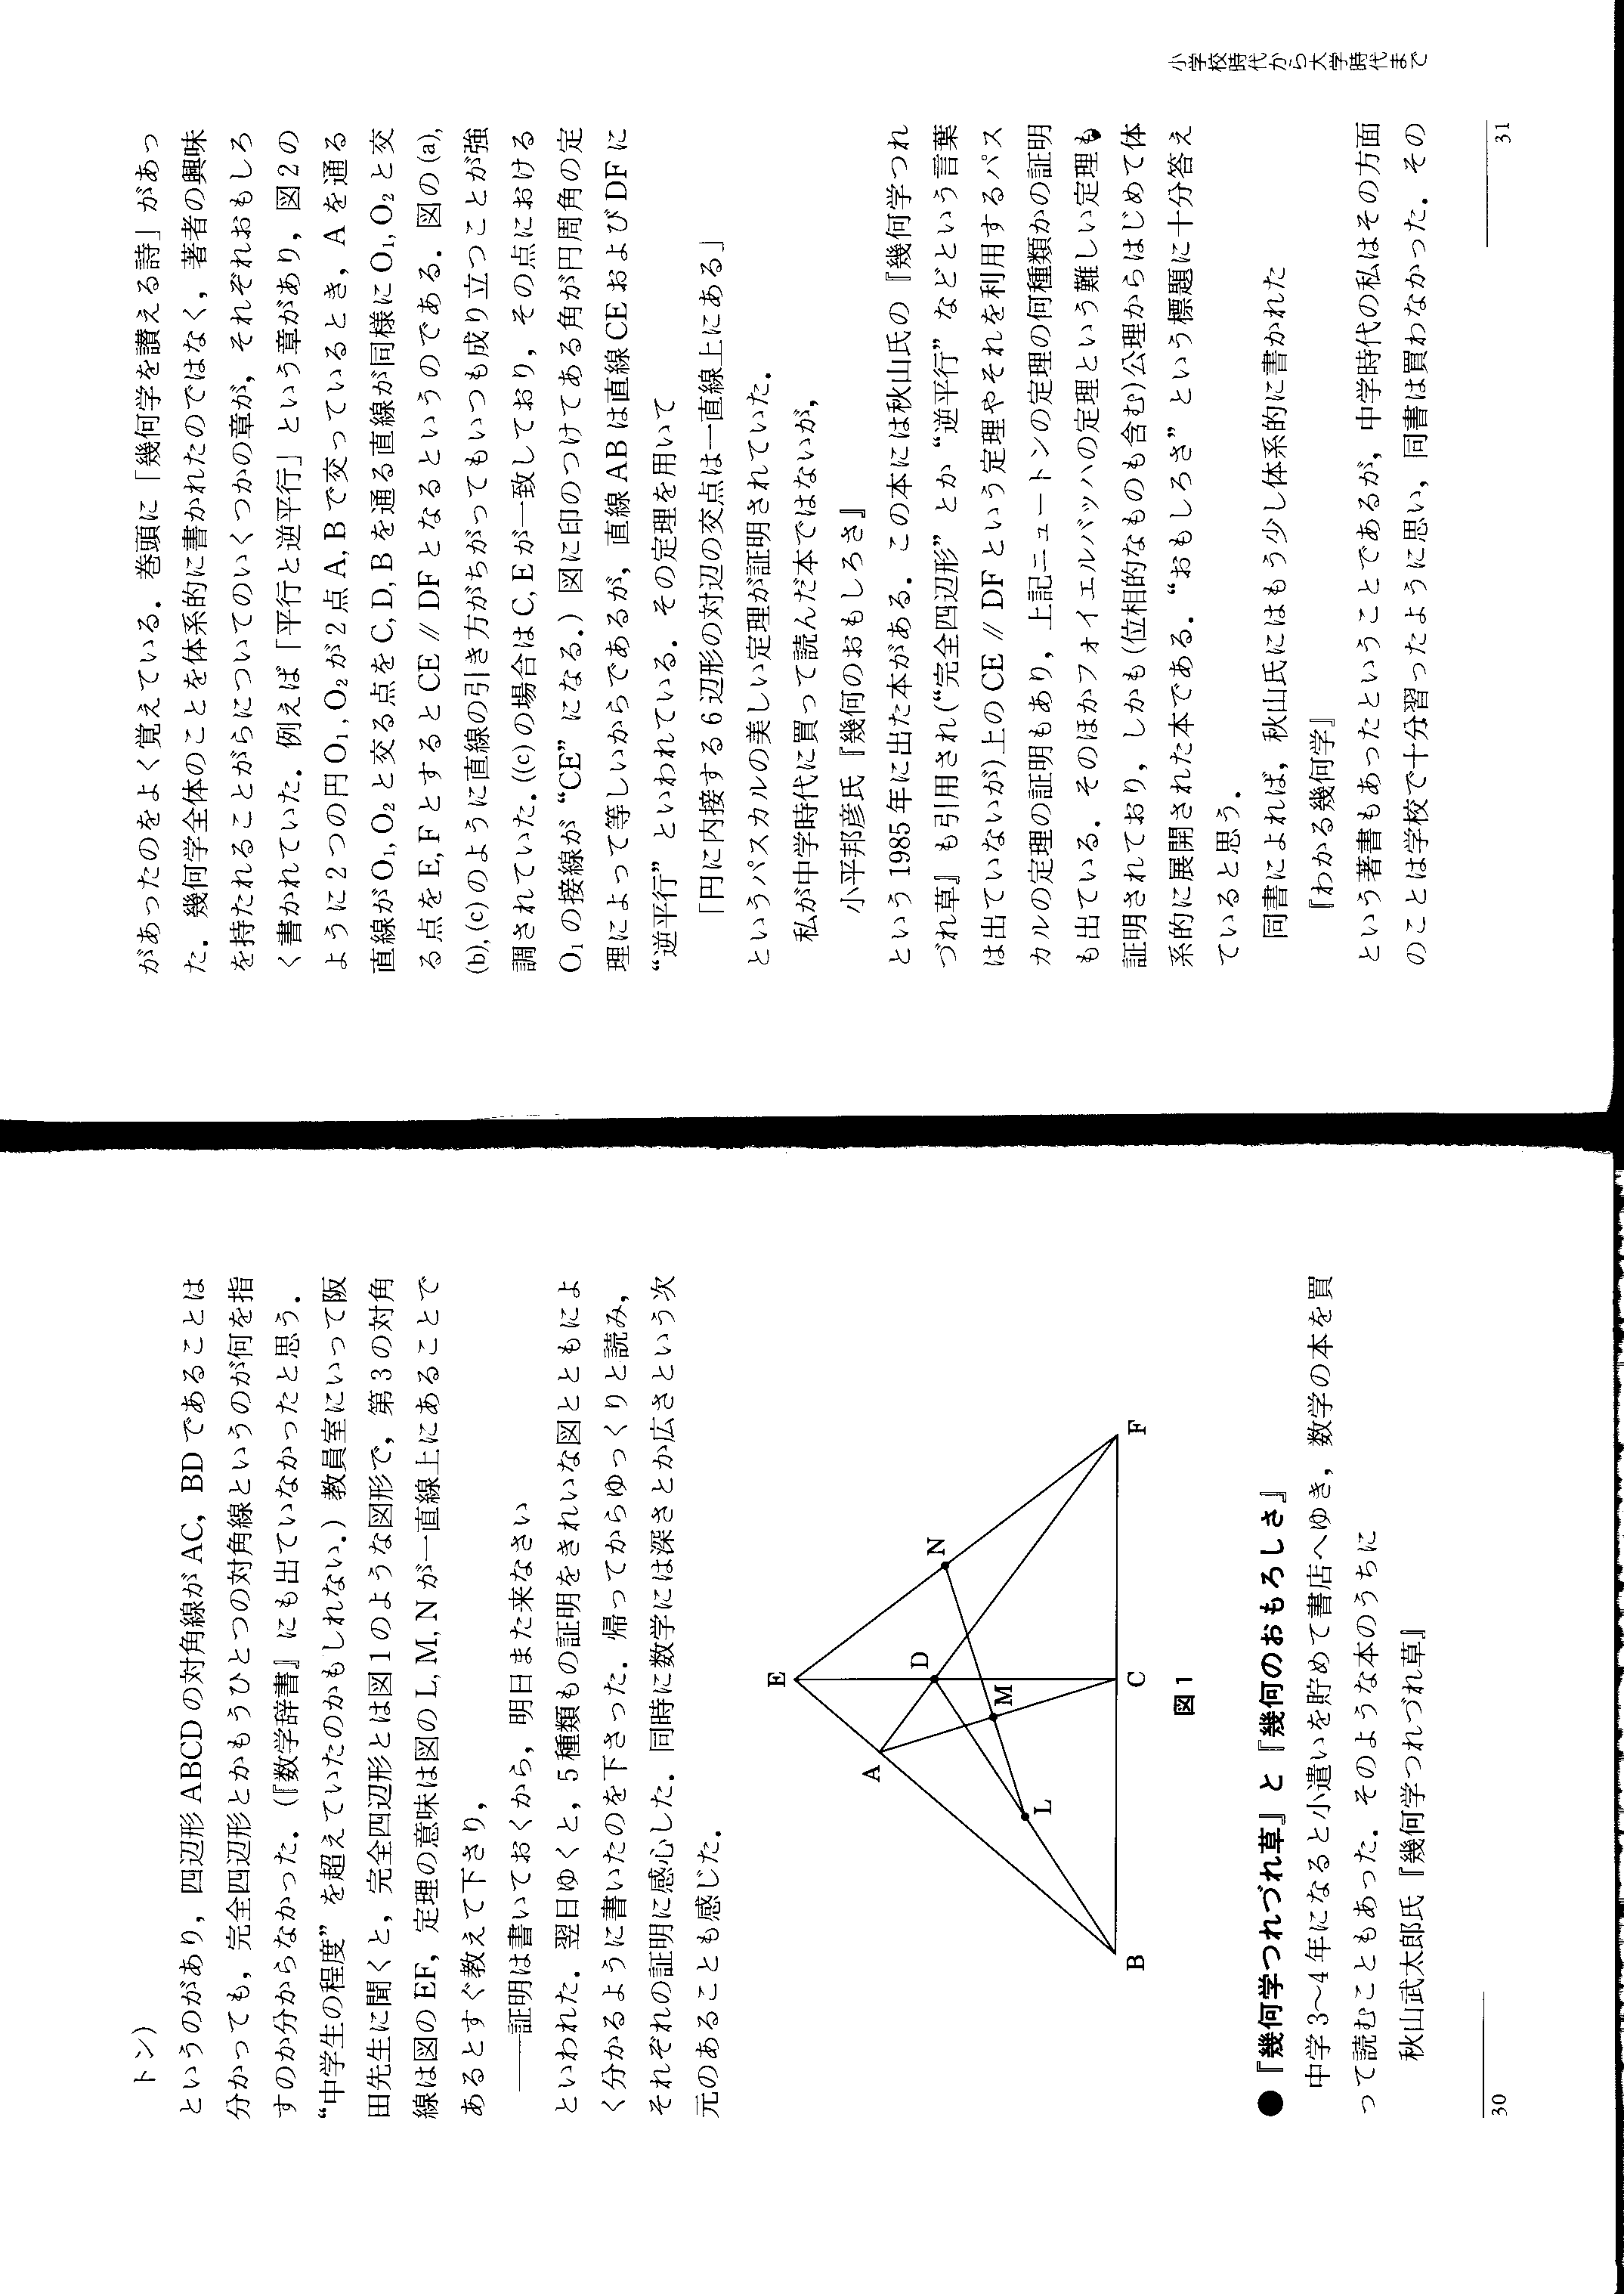 トン)
というのがあり，四辺形 ABCD の対角線が AC，BD であることは
分かっても，完全四辺形とかもうひとつの対角線というのが何を指
すのか分からなかった．(『数学辞書』にも出ていなかったと思う．
“中学生の程度” を超えていたのかもしれない．) 教員室にいって阪
田先生に聞くと，完全四辺形とは図1のような図形で，第3の対角
線は図の EF，定理の意味は図の L, M, N が一直線上にあることで
あるとすぐ教えて下さり，
――証明は書いておくから，明日また来なさい
といわれた．翌日ゆくと，5種類もの証明をきれいな図とともによ
く分かるように書いたのを下さった．帰ってからゆっくりと読み，
それぞれの証明に感心した．同時に数学には深さとか広さという次
元のあることも感じた．
E
A
D
N
M
L
B
C
F
図1
●『幾何学つれづれ草』と『幾何のおもしろさ』
中学3〜4年になると小遣いを貯めて書店へゆき，数学の本を買
って読むこともあった．そのような本のうちに
秋山武太郎氏『幾何学つれづれ草』
30
があったのをよく覚えている．巻頭に「幾何学を讃える詩」があっ
た．幾何学全体のことを体系的に書かれたのではなく，著者の興味
を持たれることがらについてのいくつかの章が，それぞれおもしろ
く書かれていた．例えば「平行と逆平行」という章があり，図2の
ように2つの円 O₁, O₂ が2点 A, B で交っているとき，A を通る
直線が O₁, O₂ と交る点を C, D, B を通る直線が同様に O₁, O₂ と交
る点を E, F とすると CE // DF となるというのである．図の (a),
(b), (c) のように直線の引き方がちがってもいつも成り立つことが強
調されていた．((c) の場合は C, E が一致しており，その点における
O₁ の接線が “CE” になる．) 図に印のつけてある角が円周角の定
理によって等しいからであるが，直線 AB は直線 CE および DF に
“逆平行” といわれている．その定理を用いて
「円に内接する6辺形の対辺の交点は一直線上にある」
というパスカルの美しい定理が証明されていた．
私が中学時代に買って読んだ本ではないが，
小平邦彦氏『幾何のおもしろさ』
という1985年に出た本がある．この本には秋山氏の『幾何学つれ
づれ草』も引用され(“完全四辺形” とか “逆平行” などという言葉
は出ていないが)上の CE // DF という定理やそれを利用するパス
カルの定理の証明もあり，上記ニュートンの定理の何種類かの証明
も出ている．そのほかフォイエルバッハの定理という難しい定理も
証明されており，しかも(位相的なものも含む)公理からはじめて体
系的に展開された本である．“おもしろさ” という標題に十分答え
ていると思う．
同書によれば，秋山氏にはもう少し体系的に書かれた
『わかる幾何学』
という著書もあったということであるが，中学時代の私はその方面
のことは学校で十分習ったように思い，同書は買わなかった．その
小学校時代から大学時代まで
31